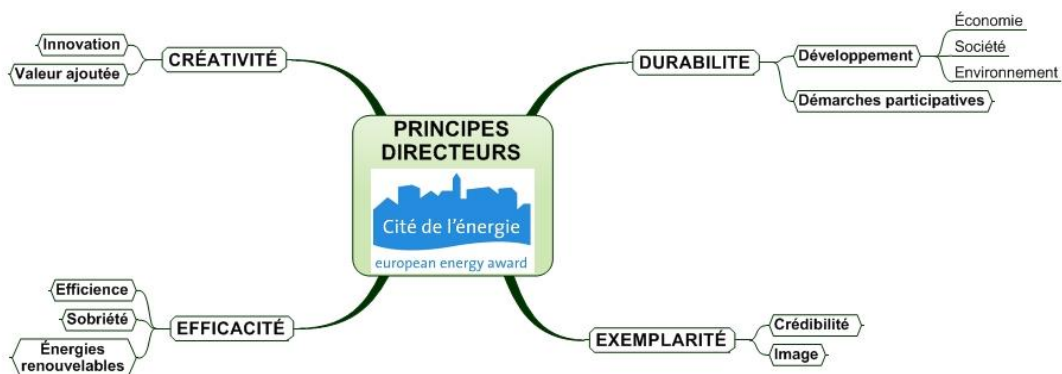 PRINCIPES
DIRECTEURS
Cité de l'énergie
european energy award
CRÉATIVITÉ
Innovation
Valeur ajoutée
DURABILITE
Développement
Économie
Société
Environnement
Démarches participatives
EFFICACITÉ
Efficience
Sobriété
Énergies
renouvelables
EXEMPLARITÉ
Crédibilité
Image